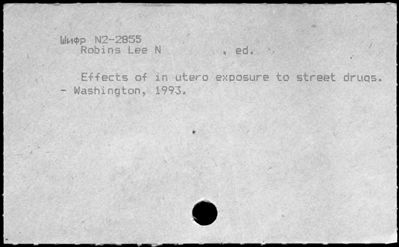 Шифр N2-2855
Robins Lee N , ed.
Effects of in utero exposure to street drugs.
- Washington, 1993.